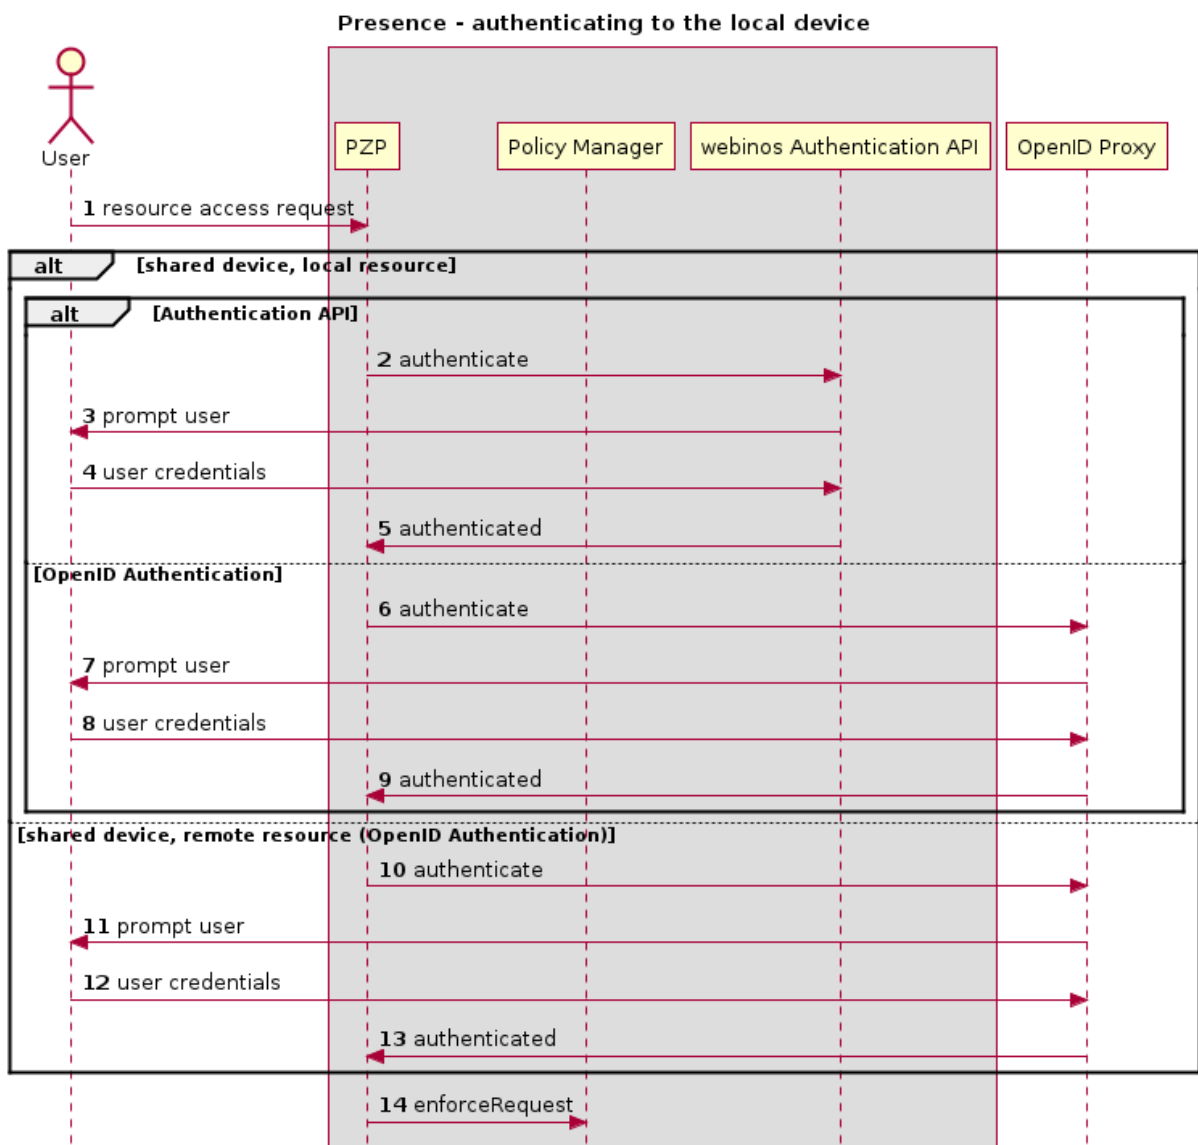 Presence - authenticating to the local device
User
PZP
Policy Manager
webinos Authentication API
OpenID Proxy
1 resource access request
alt [shared device, local resource]
alt [Authentication API]
2 authenticate
3 prompt user
4 user credentials
5 authenticated
[OpenID Authentication]
6 authenticate
7 prompt user
8 user credentials
9 authenticated
[shared device, remote resource (OpenID Authentication)]
10 authenticate
11 prompt user
12 user credentials
13 authenticated
14 enforceRequest